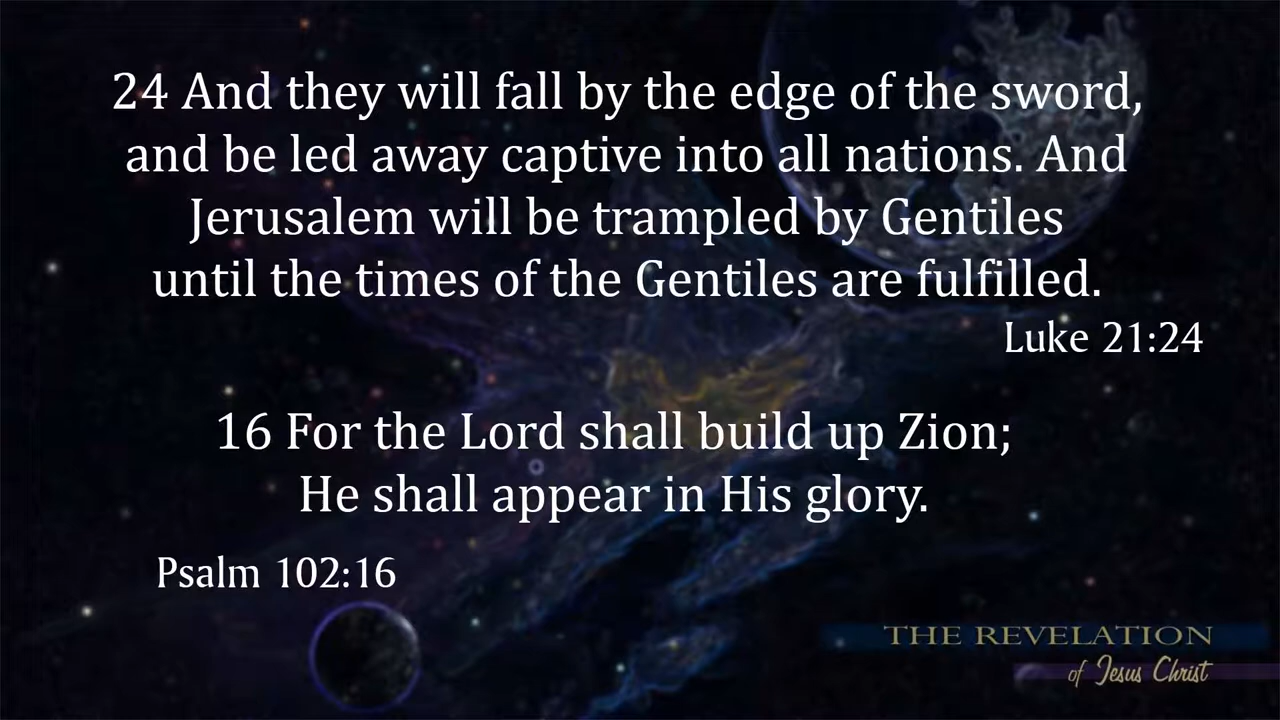 24 And they will fall by the edge of the sword,
and be led away captive into all nations. And
Jerusalem will be trampled by Gentiles
until the times of the Gentiles are fulfilled.
Luke 21:24
16 For the Lord shall build up Zion;
He shall appear in His glory.
Psalm 102:16
THE REVELATION
of Jesus Christ